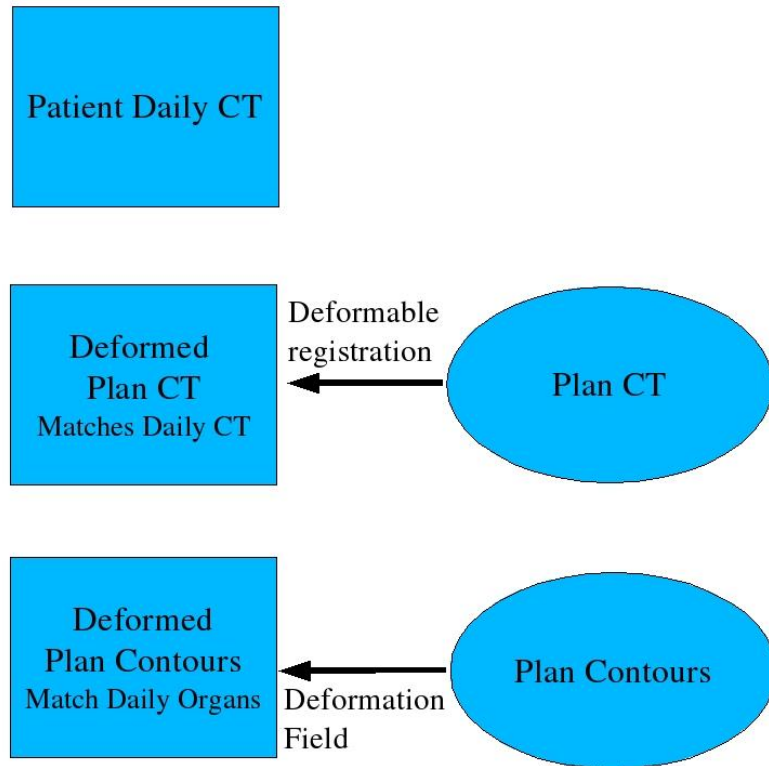 Patient Daily CT
Deformed
Plan CT
Matches Daily CT
Deformable
registration
Plan CT
Deformed
Plan Contours
Match Daily Organs
Deformation
Field
Plan Contours